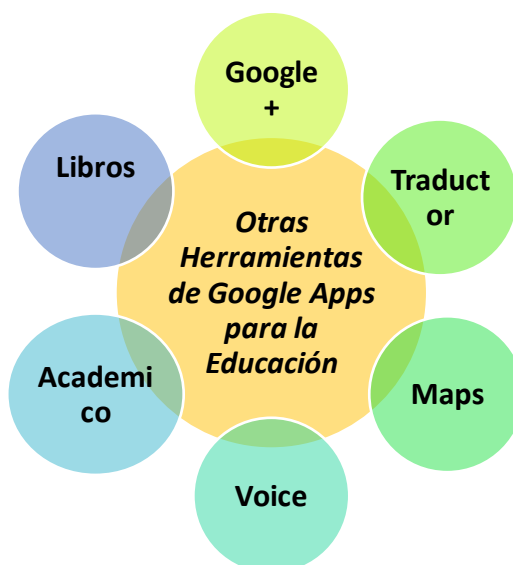 Google
+
Libros
Traduct
or
Otras
Herramientas
de Google Apps
para la
Educación
Academi
co
Maps
Voice